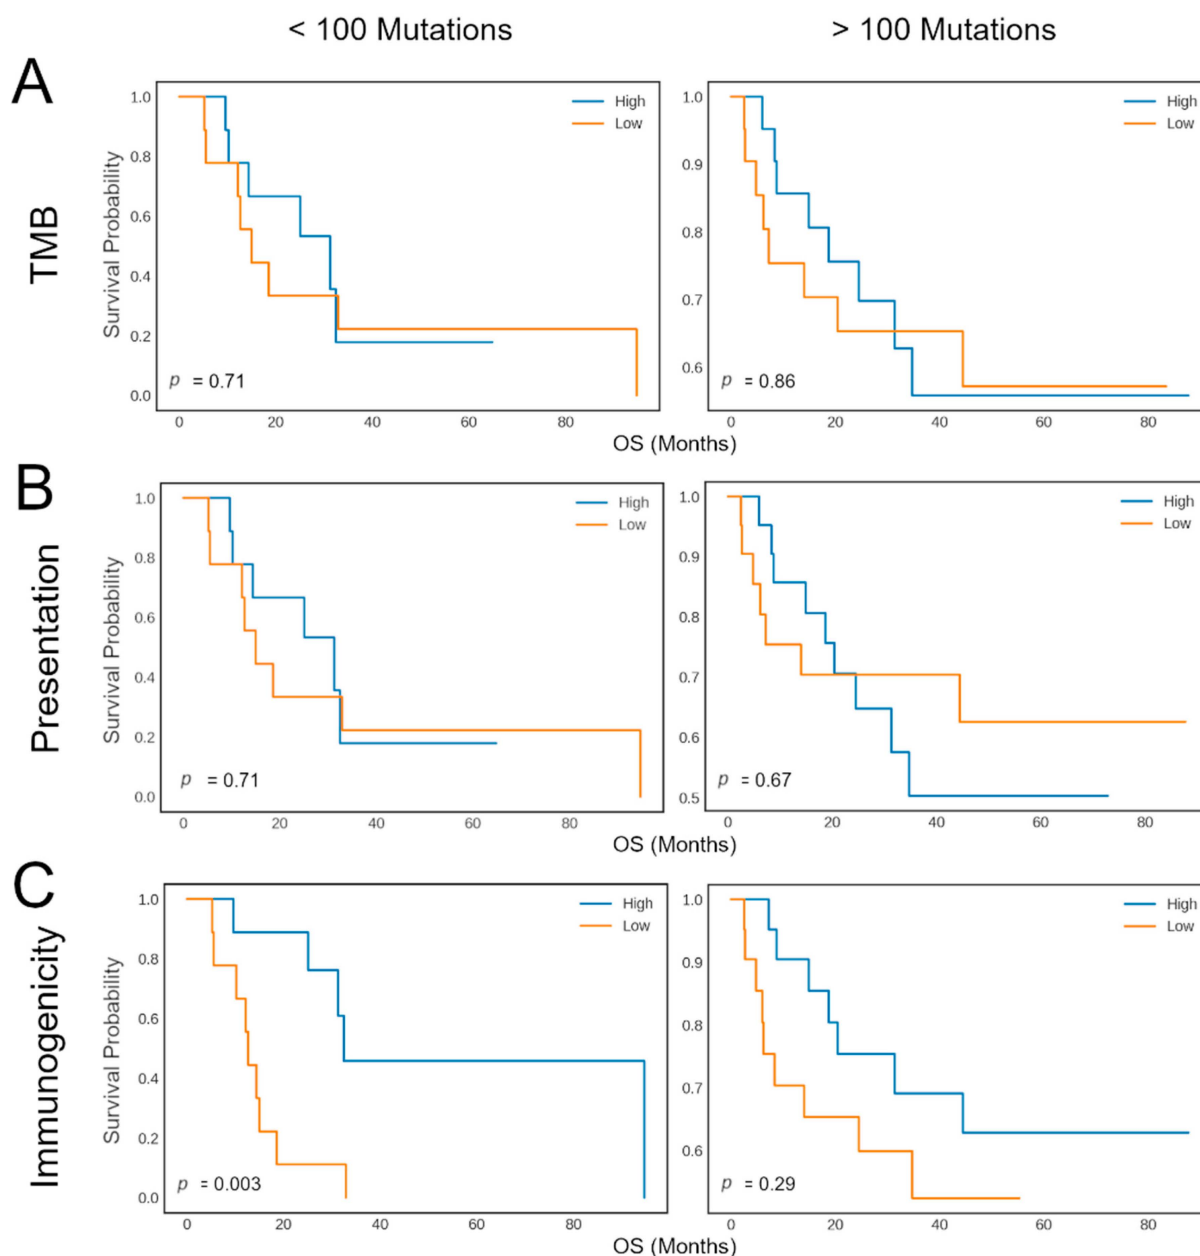 < 100 Mutations
> 100 Mutations
A
TMB
Survival Probability
1.0
0.8
0.6
0.4
0.2
0.0
High
Low
p = 0.71
0 20 40 60 80
1.0
0.9
0.8
0.7
0.6
High
Low
p = 0.86
0 20 40 60 80
OS (Months)
B
Presentation
Survival Probability
1.0
0.8
0.6
0.4
0.2
0.0
High
Low
p = 0.71
0 20 40 60 80
1.0
0.9
0.8
0.7
0.6
0.5
High
Low
p = 0.67
0 20 40 60 80
OS (Months)
C
Immunogenicity
Survival Probability
1.0
0.8
0.6
0.4
0.2
0.0
High
Low
p = 0.003
0 20 40 60 80
1.0
0.9
0.8
0.7
0.6
High
Low
p = 0.29
0 20 40 60 80
OS (Months)